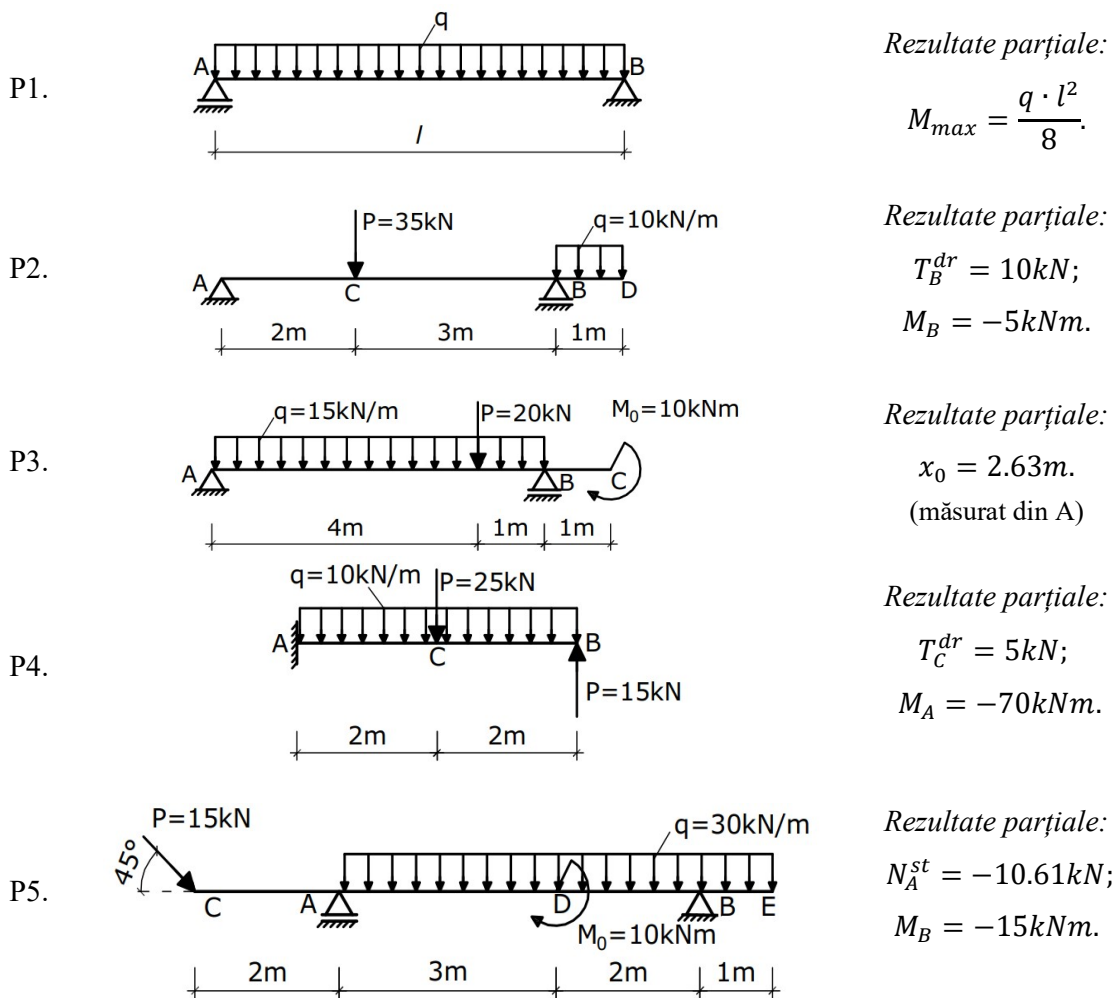 P1.
q
A
B
l
Rezultate parțiale:
M_max = q · l² / 8.
P2.
P=35kN
q=10kN/m
A
C
B
D
2m
3m
1m
Rezultate parțiale:
T_B^dr = 10kN;
M_B = −5kNm.
P3.
q=15kN/m
P=20kN
M₀=10kNm
A
B
C
4m
1m
1m
Rezultate parțiale:
x₀ = 2.63m.
(măsurat din A)
P4.
q=10kN/m
P=25kN
A
C
B
P=15kN
2m
2m
Rezultate parțiale:
T_C^dr = 5kN;
M_A = −70kNm.
P5.
P=15kN
45°
q=30kN/m
C
A
D
B
E
M₀=10kNm
2m
3m
2m
1m
Rezultate parțiale:
N_A^st = −10.61kN;
M_B = −15kNm.